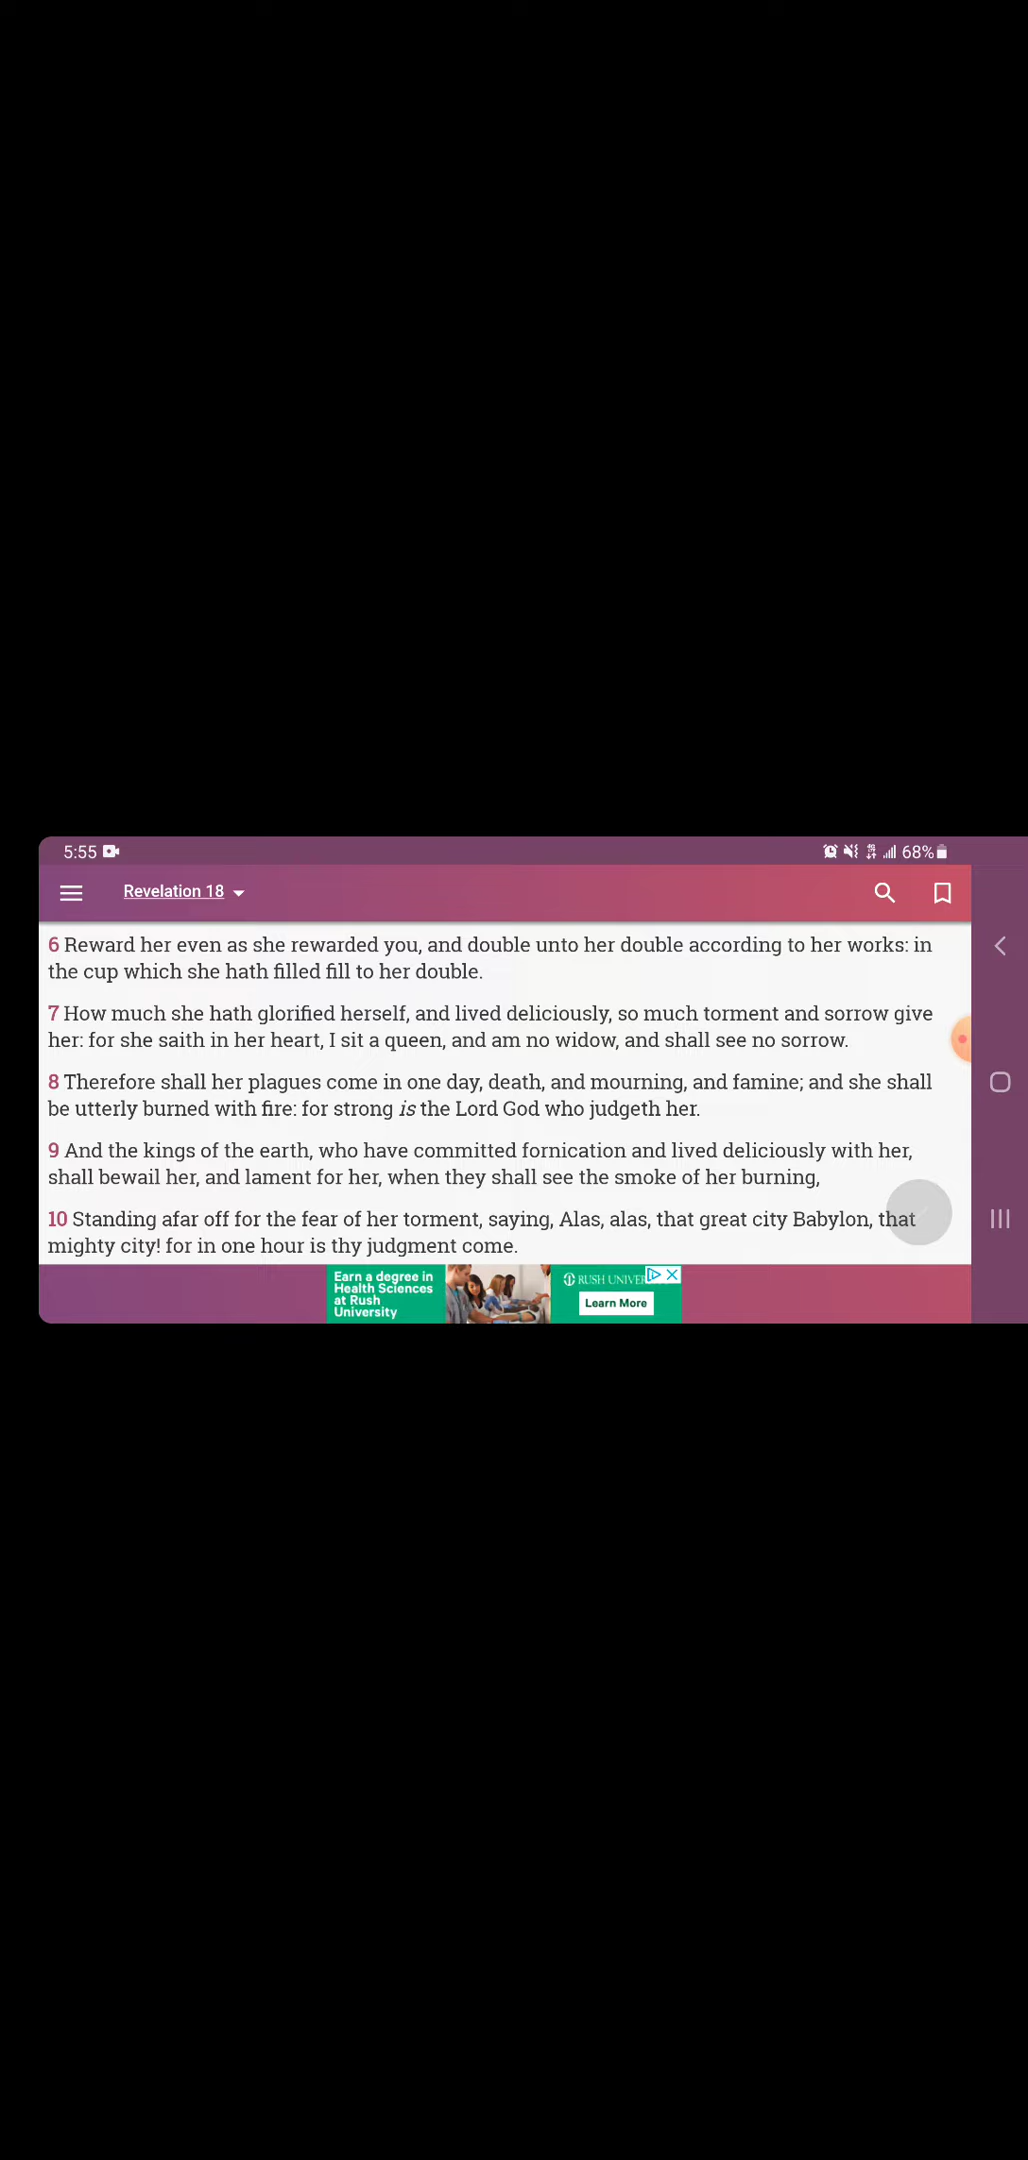 5:55
68%
Revelation 18
6 Reward her even as she rewarded you, and double unto her double according to her works: in
the cup which she hath filled fill to her double.
7 How much she hath glorified herself, and lived deliciously, so much torment and sorrow give
her: for she saith in her heart, I sit a queen, and am no widow, and shall see no sorrow.
8 Therefore shall her plagues come in one day, death, and mourning, and famine; and she shall
be utterly burned with fire: for strong is the Lord God who judgeth her.
9 And the kings of the earth, who have committed fornication and lived deliciously with her,
shall bewail her, and lament for her, when they shall see the smoke of her burning,
10 Standing afar off for the fear of her torment, saying, Alas, alas, that great city Babylon, that
mighty city! for in one hour is thy judgment come.
Earn a degree in
Health Sciences
at Rush
University
RUSH UNIVE
Learn More